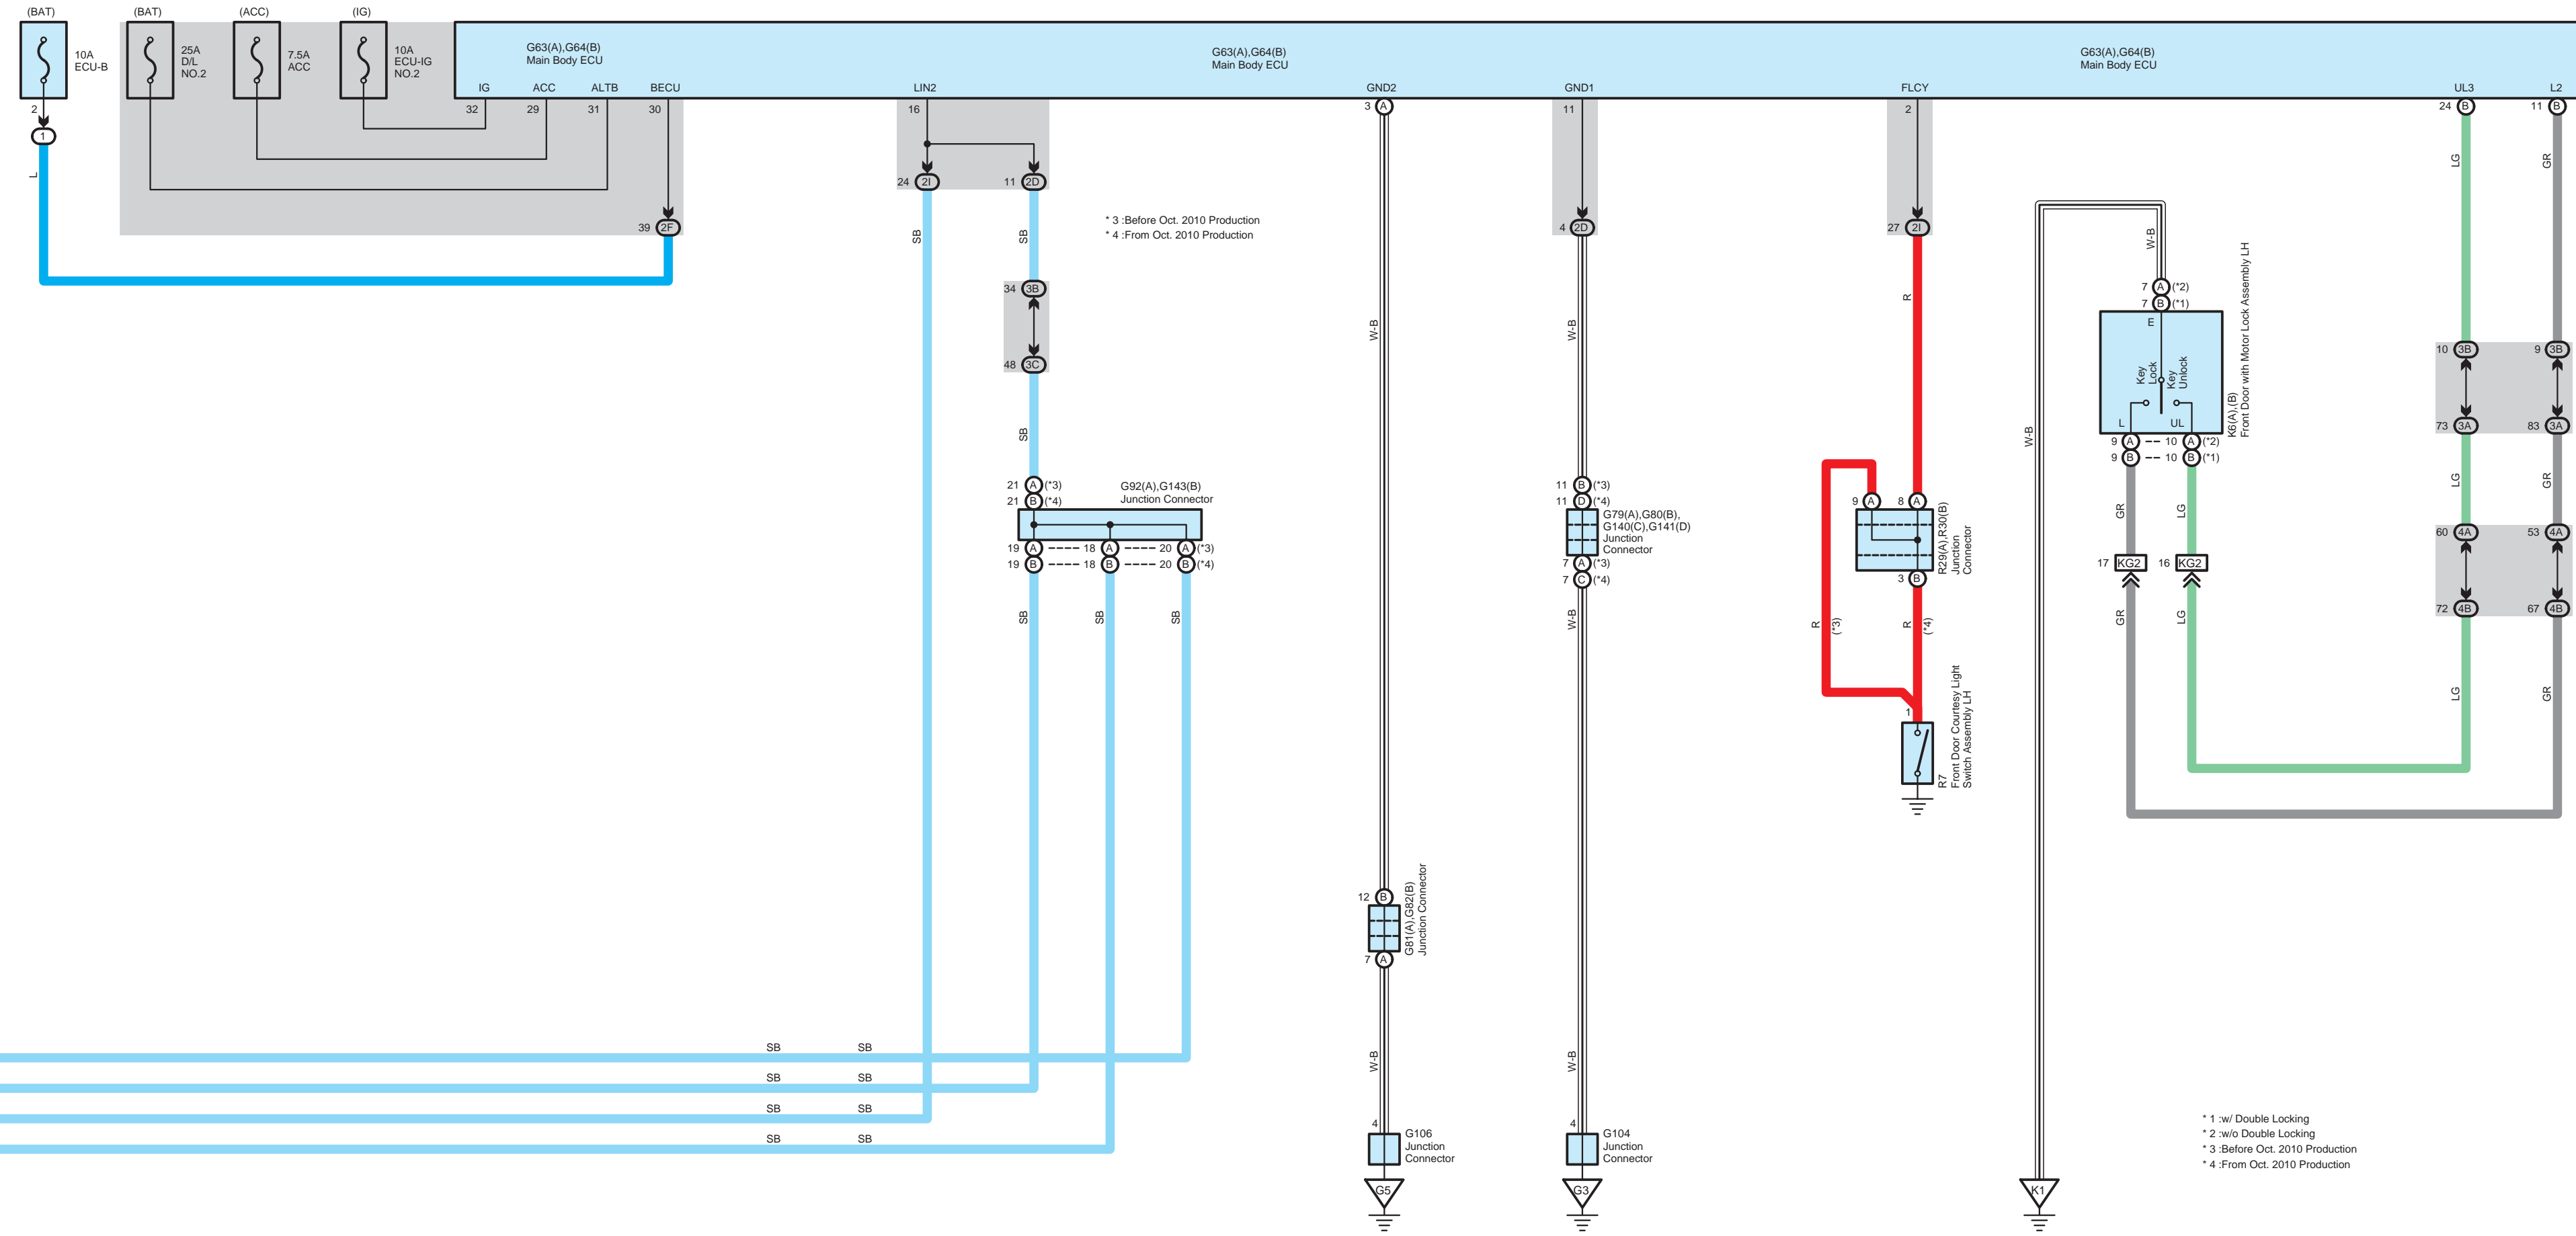 (BAT)
(BAT)
(ACC)
(IG)
10A
ECU-B
25A
D/L
NO.2
7.5A
ACC
10A
ECU-IG
NO.2
G63(A),G64(B)
Main Body ECU
G63(A),G64(B)
Main Body ECU
G63(A),G64(B)
Main Body ECU
IG
ACC
ALTB
BECU
LIN2
GND2
GND1
FLCY
UL3
L2
2
32
29
31
30
16
3 A
11
2
24 B
11 B
1
L
24 2I
11 2D
39 2F
4 2D
27 2I
* 3 :Before Oct. 2010 Production
* 4 :From Oct. 2010 Production
SB
SB
34 3B
48 3C
SB
21 A (*3)
21 B (*4)
G92(A),G143(B)
Junction Connector
19 A 18 A 20 A (*3)
19 B 18 B 20 B (*4)
SB
SB
SB
SB SB
SB SB
SB SB
SB SB
W-B
12 B
G81(A),G82(B)
Junction Connector
7 A
W-B
4
G106
Junction
Connector
G5
W-B
11 B (*3)
11 D (*4)
G79(A),G80(B),
G140(C),G141(D)
Junction
Connector
7 A (*3)
7 C (*4)
W-B
W-B
4
G104
Junction
Connector
G3
R
9 A
8 A
R29(A),R30(B)
Junction
Connector
3 B
R
(*3)
R
(*4)
1
R7
Front Door Courtesy Light
Switch Assembly LH
W-B
W-B
7 A (*2)
7 B (*1)
E
Key
Lock
Key
Unlock
L
UL
K6(A),(B)
Front Door with Motor Lock Assembly LH
9 A 10 A (*2)
9 B 10 B (*1)
GR
LG
17 KG2
16 KG2
GR
LG
K1
LG
GR
10 3B
9 3B
73 3A
83 3A
LG
GR
60 4A
53 4A
72 4B
67 4B
LG
GR
* 1 :w/ Double Locking
* 2 :w/o Double Locking
* 3 :Before Oct. 2010 Production
* 4 :From Oct. 2010 Production